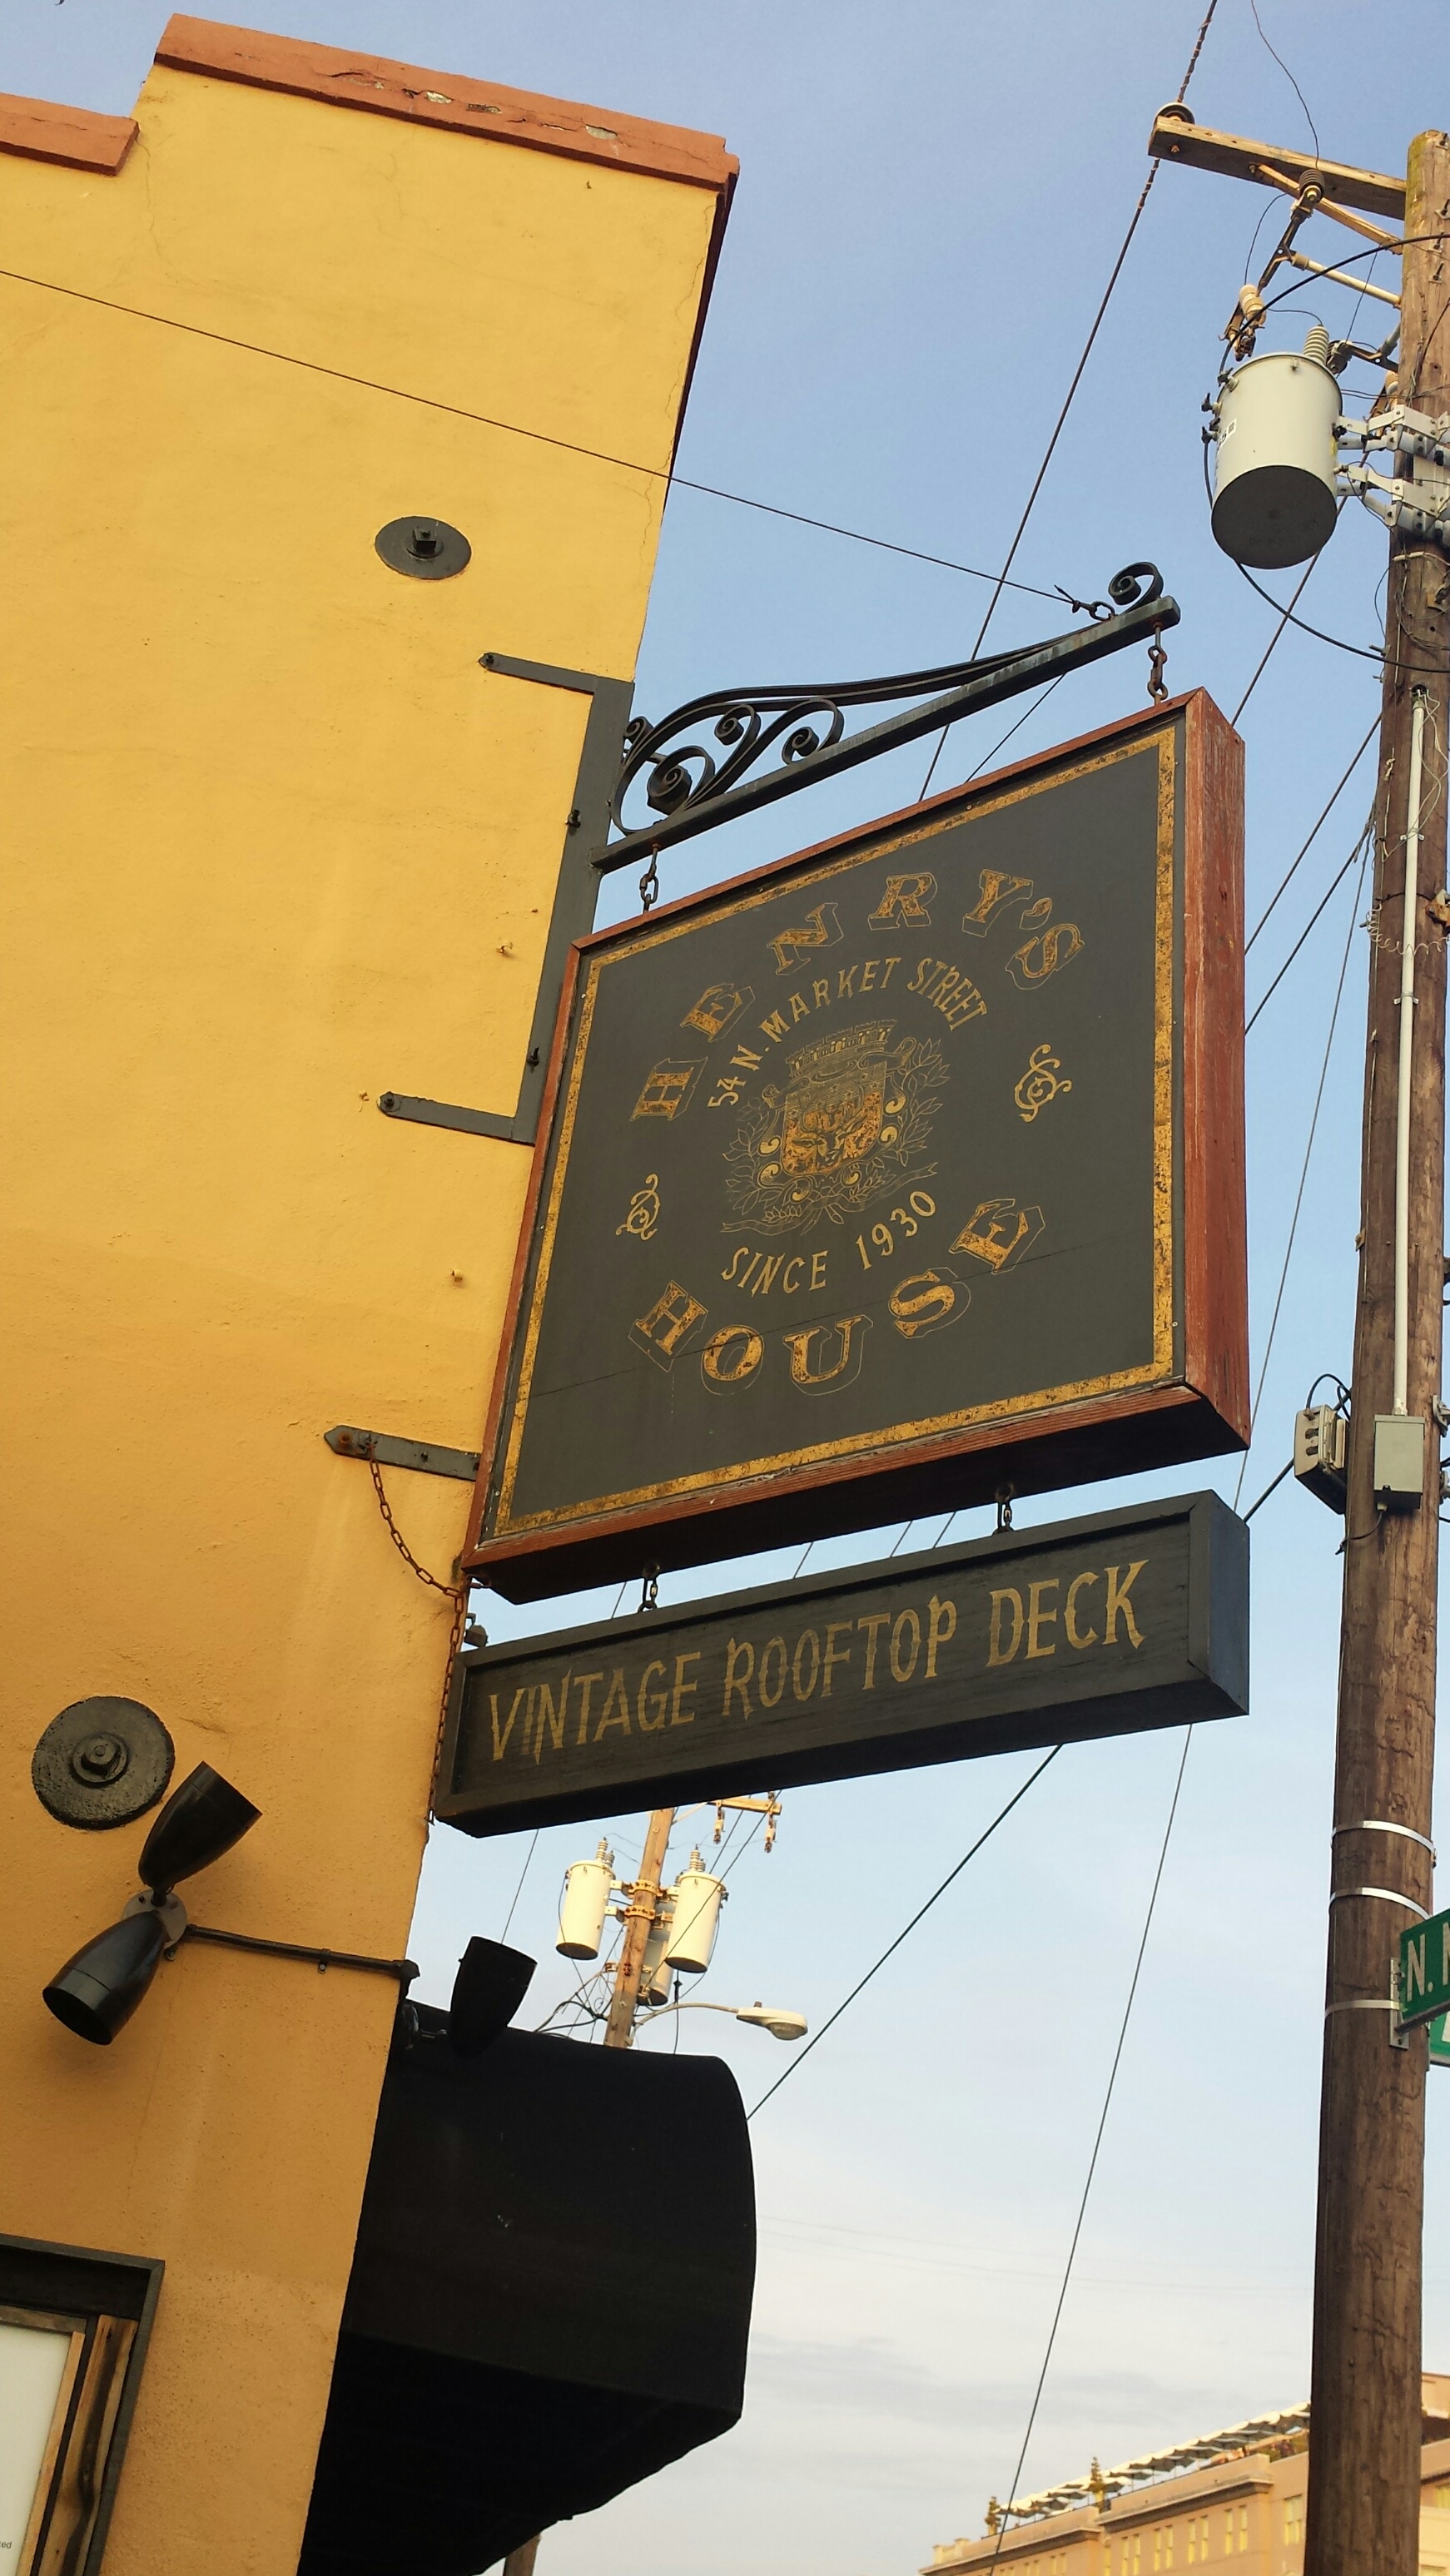 HENRY'S
54 N. MARKET STREET
SINCE 1930
HOUSE
VINTAGE ROOFTOP DECK
N.